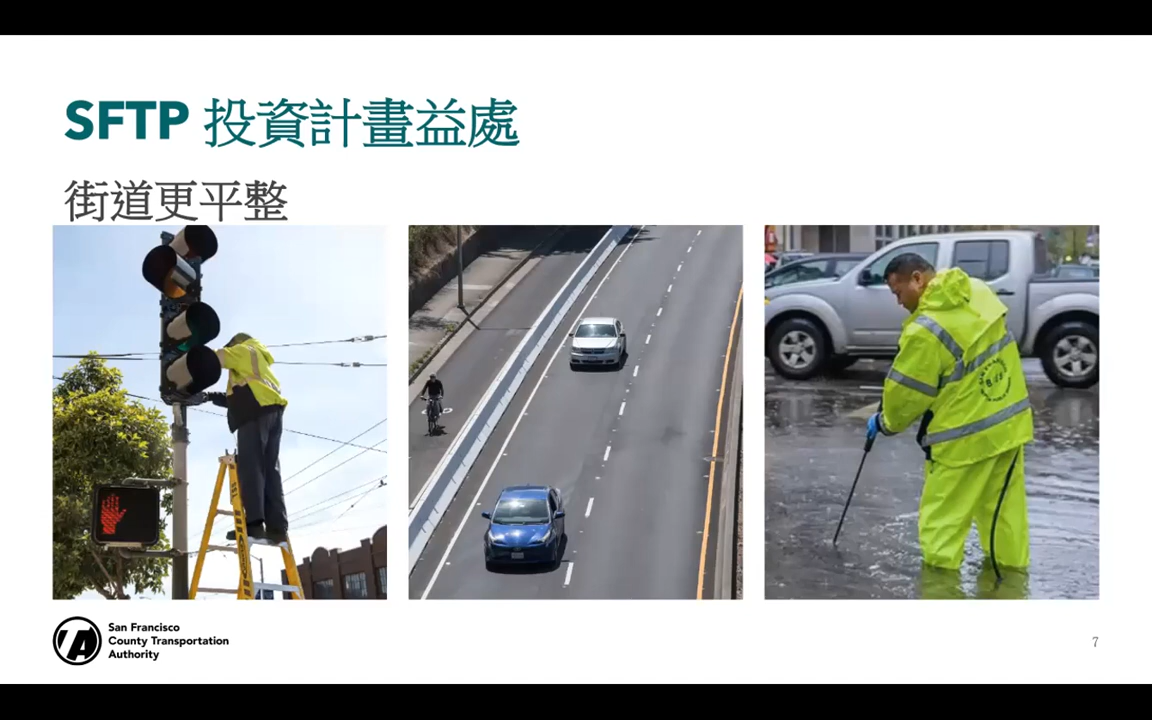 SFTP 投資計畫益處
街道更平整
San Francisco
County Transportation
Authority
7